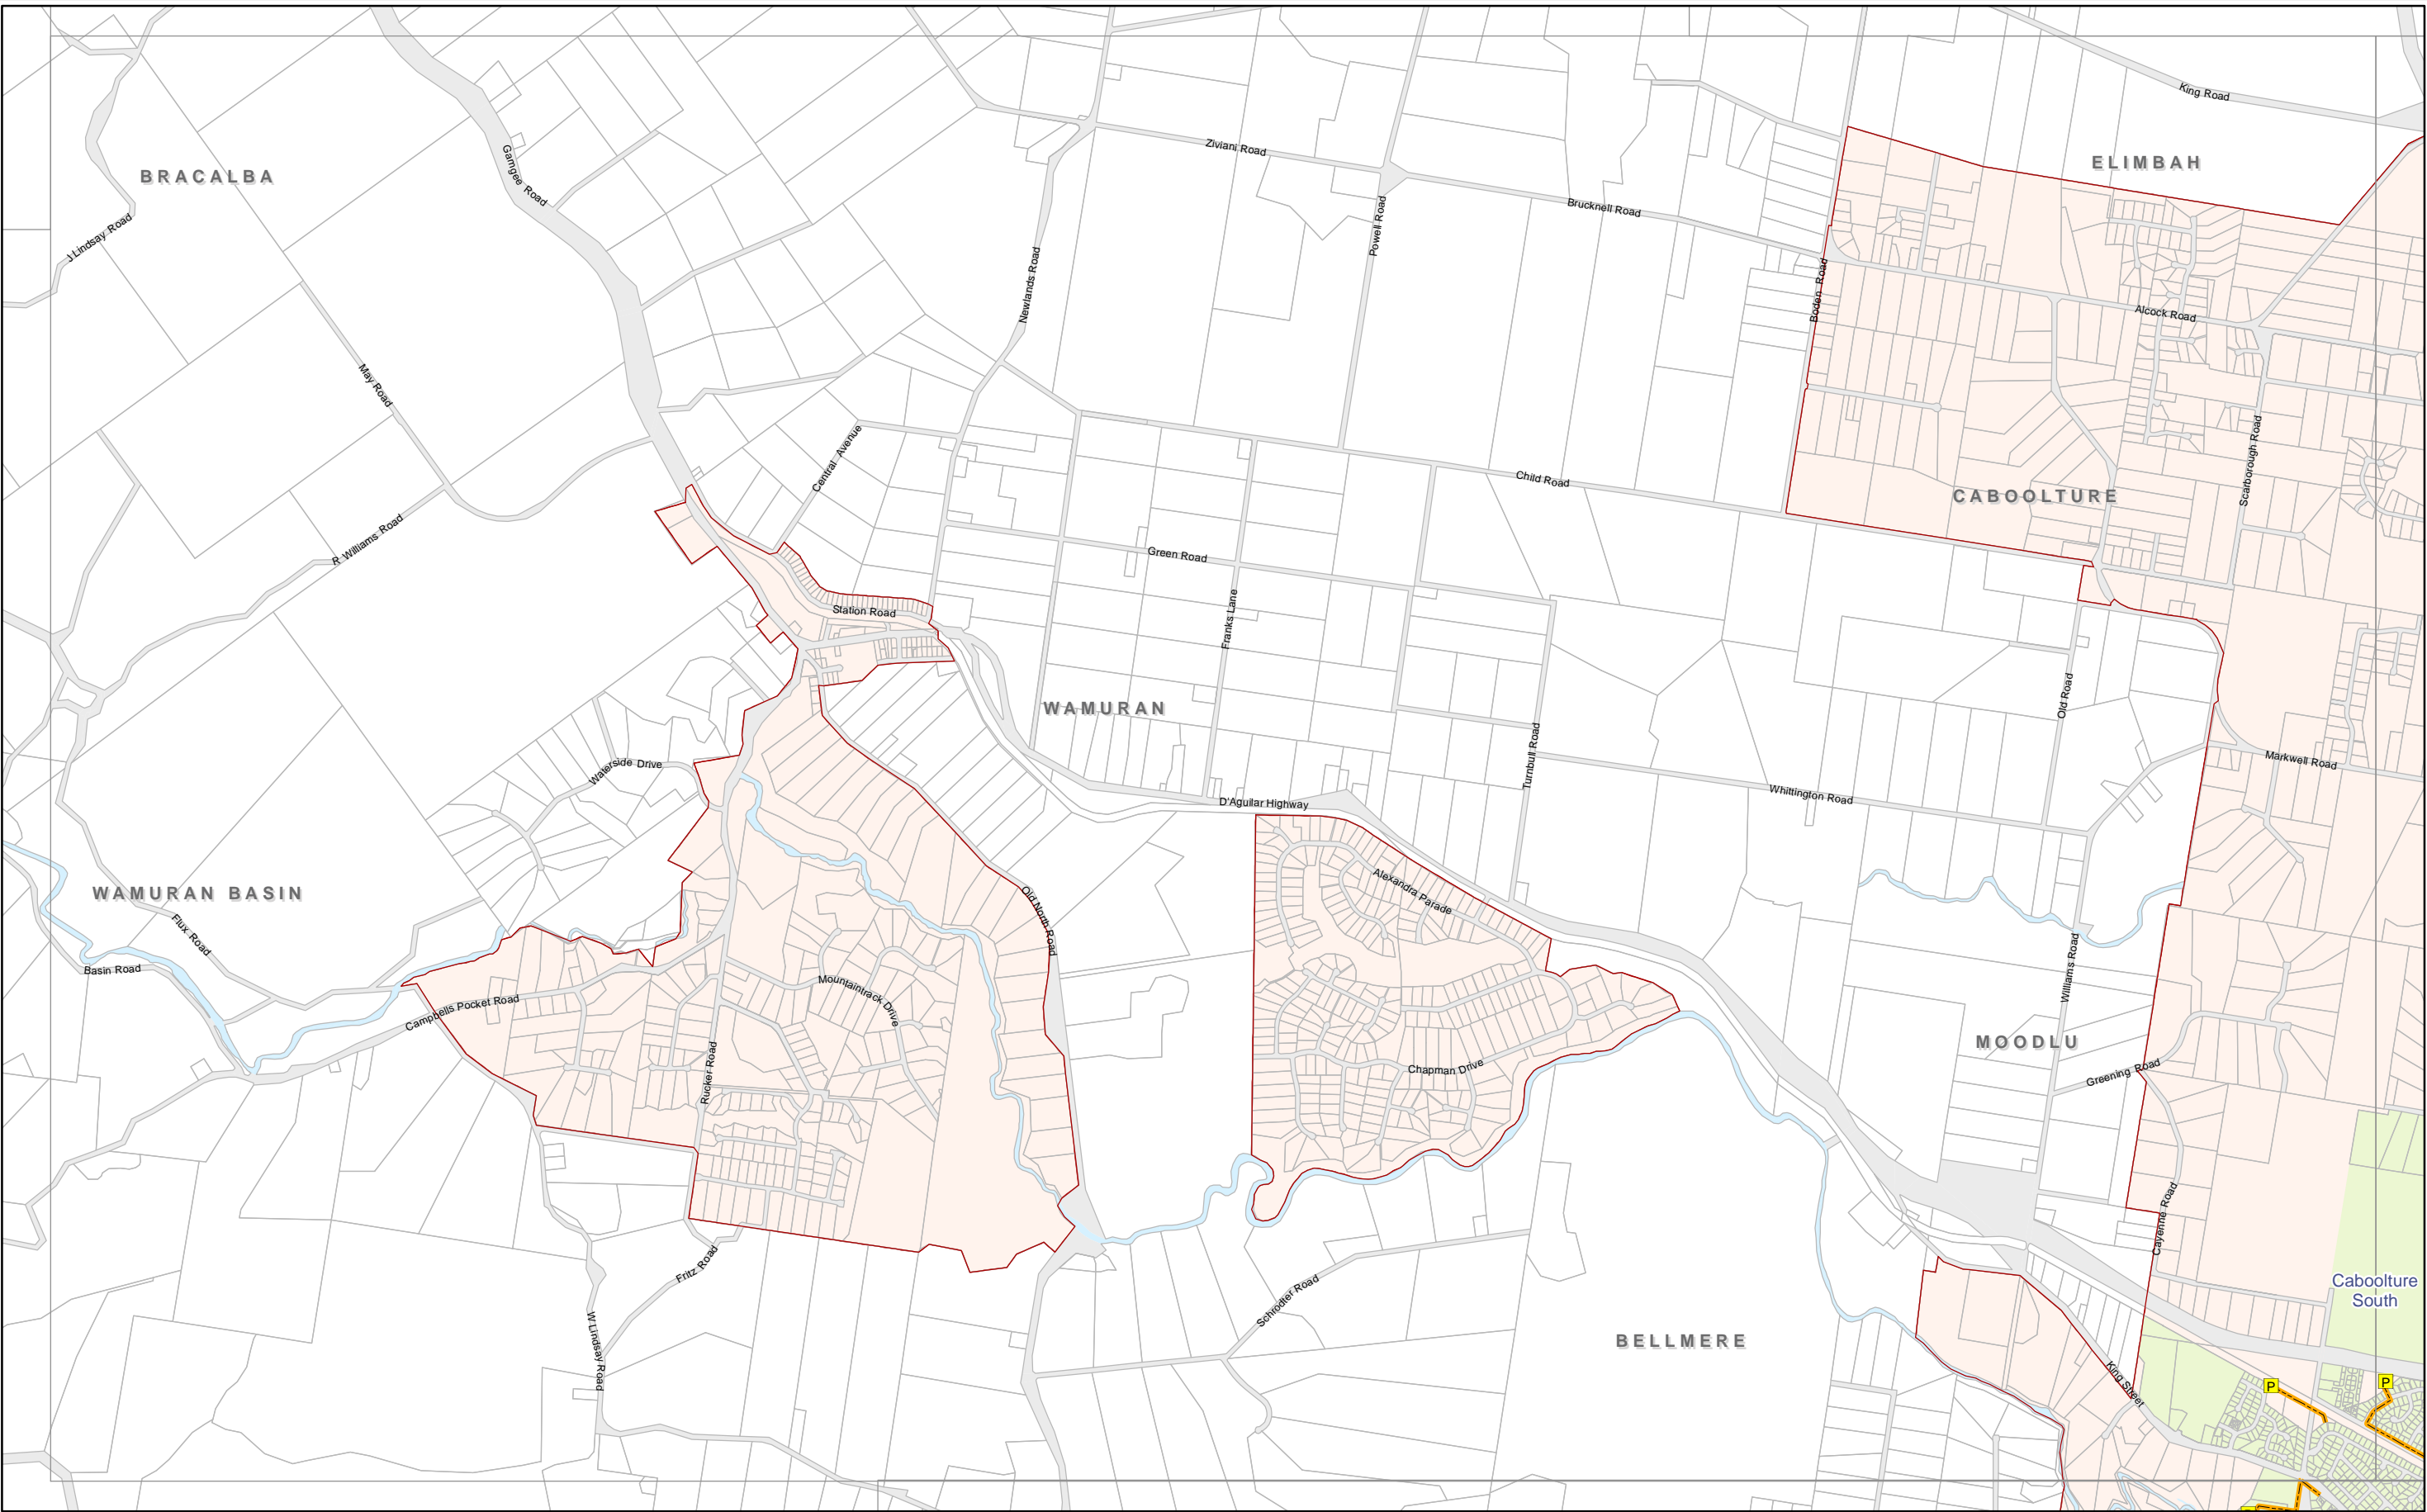 King Road
ELIMBAH
Ziviani Road
BRACALBA
Gamgee Road
Brucknell Road
Powell Road
J Lindsay Road
Newlands Road
Boden Road
Alcock Road
May Road
Central Avenue
Scarborough Road
Child Road
CABOOLTURE
R Williams Road
Green Road
Station Road
Franks Lane
WAMURAN
Old Road
Turnbull Road
Waterside Drive
Markwell Road
Whittington Road
D'Aguilar Highway
Alexandra Parade
WAMURAN BASIN
Old North Road
Flux Road
Basin Road
Mountaintrack Drive
Williams Road
Campbells Pocket Road
MOODLU
Rucker Road
Chapman Drive
Greening Road
Cayenne Road
Fritz Road
Schrodter Road
Caboolture
South
W Lindsay Road
BELLMERE
King Street
P
P